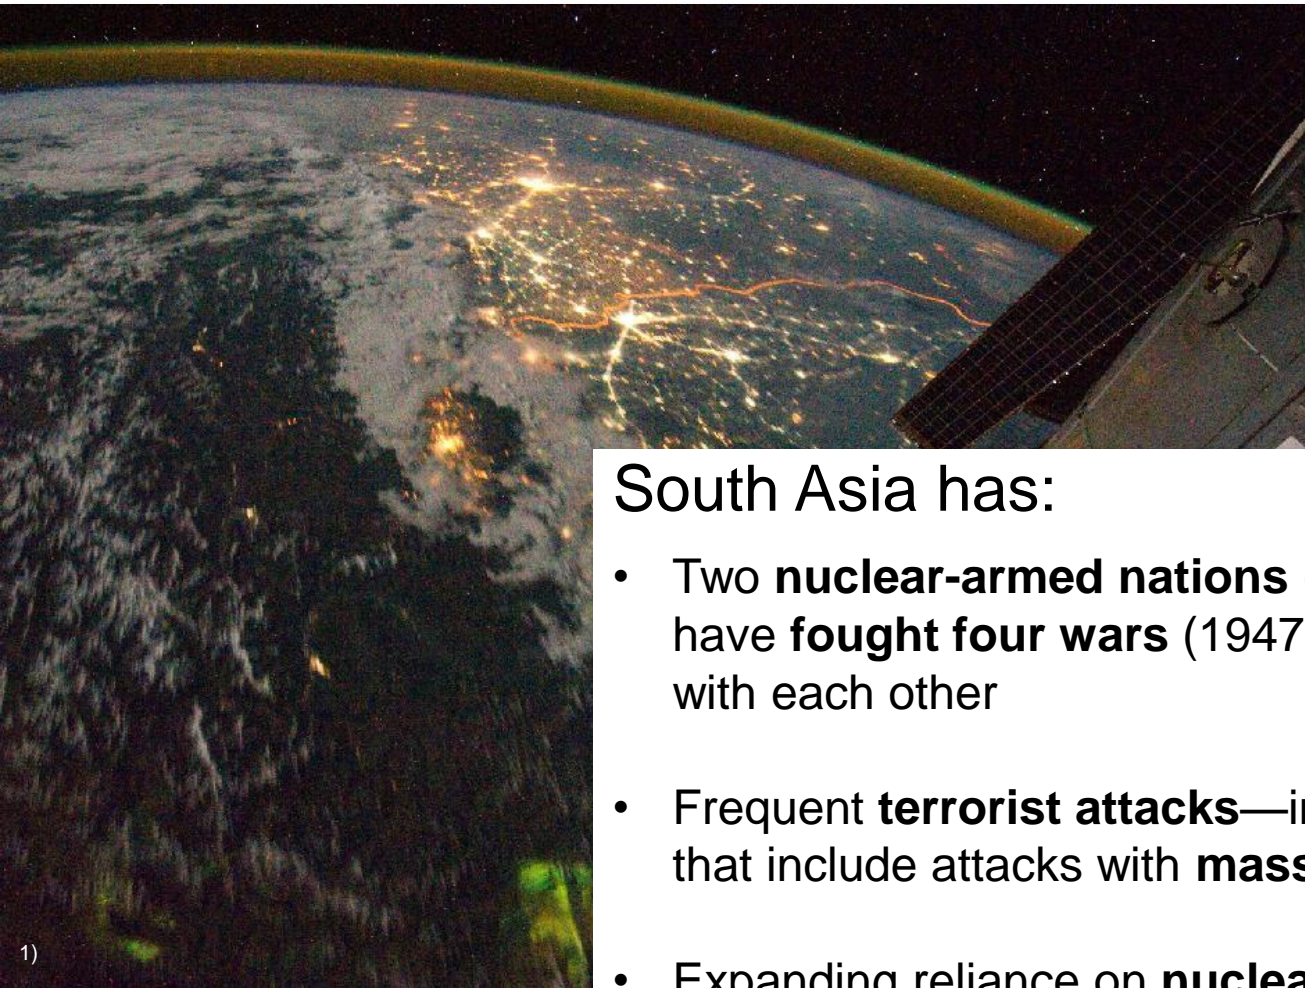 South Asia has:
• Two nuclear-armed nations
have fought four wars (1947
with each other
• Frequent terrorist attacks—
that include attacks with mass
• Expanding reliance on nuclea
1)